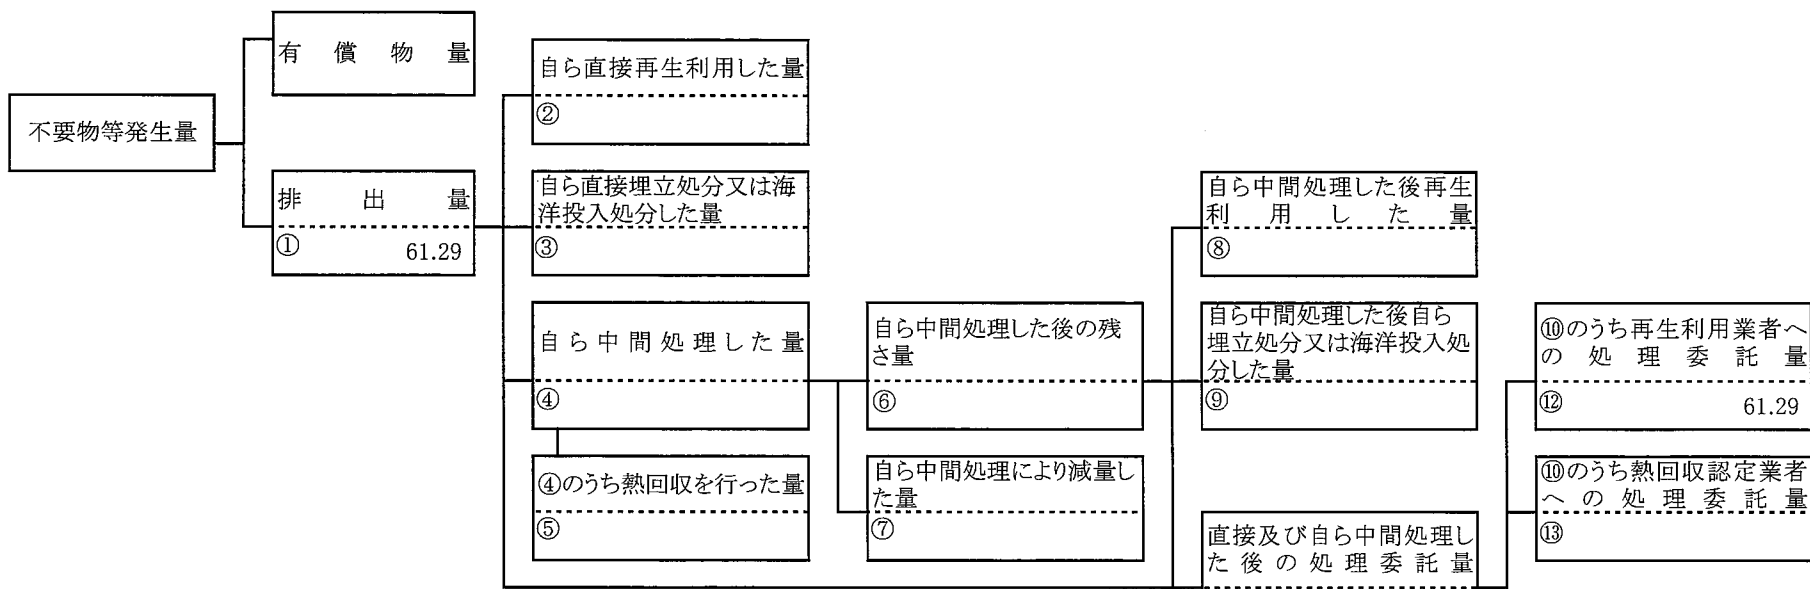 有償物量
不要物等発生量
排出量
①
61.29
自ら直接再生利用した量
②
自ら直接埋立処分又は海
洋投入処分した量
③
自ら中間処理した量
④
④のうち熱回収を行った量
⑤
自ら中間処理した後の残
さ量
⑥
自ら中間処理により減量し
た量
⑦
自ら中間処理した後再生
利用した量
⑧
自ら中間処理した後自ら
埋立処分又は海洋投入処
分した量
⑨
直接及び自ら中間処理し
た後の処理委託量
⑩のうち再生利用業者へ
の処理委託量
⑫
61.29
⑩のうち熱回収認定業者
への処理委託量
⑬